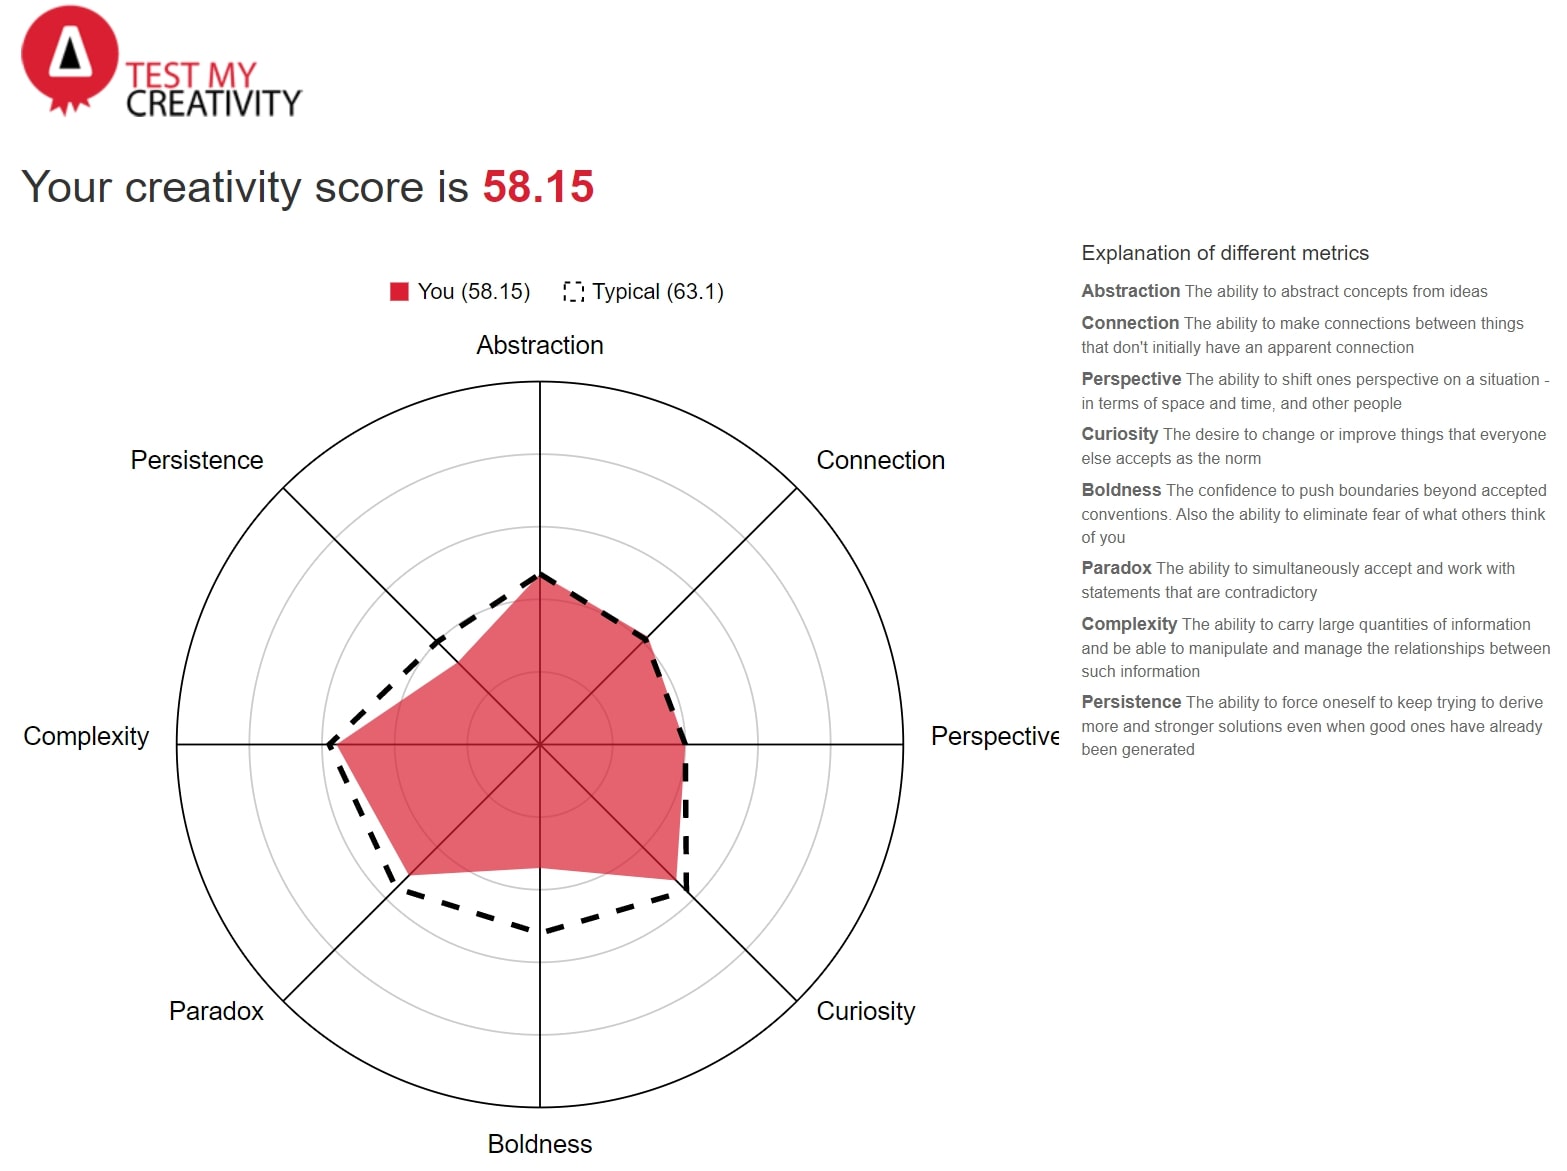 TEST MY
CREATIVITY
Your creativity score is 58.15
You (58.15)
Typical (63.1)
Abstraction
Persistence
Connection
Complexity
Perspective
Paradox
Curiosity
Boldness
Explanation of different metrics
Abstraction The ability to abstract concepts from ideas
Connection The ability to make connections between things
that don't initially have an apparent connection
Perspective The ability to shift ones perspective on a situation -
in terms of space and time, and other people
Curiosity The desire to change or improve things that everyone
else accepts as the norm
Boldness The confidence to push boundaries beyond accepted
conventions. Also the ability to eliminate fear of what others think
of you
Paradox The ability to simultaneously accept and work with
statements that are contradictory
Complexity The ability to carry large quantities of information
and be able to manipulate and manage the relationships between
such information
Persistence The ability to force oneself to keep trying to derive
more and stronger solutions even when good ones have already
been generated